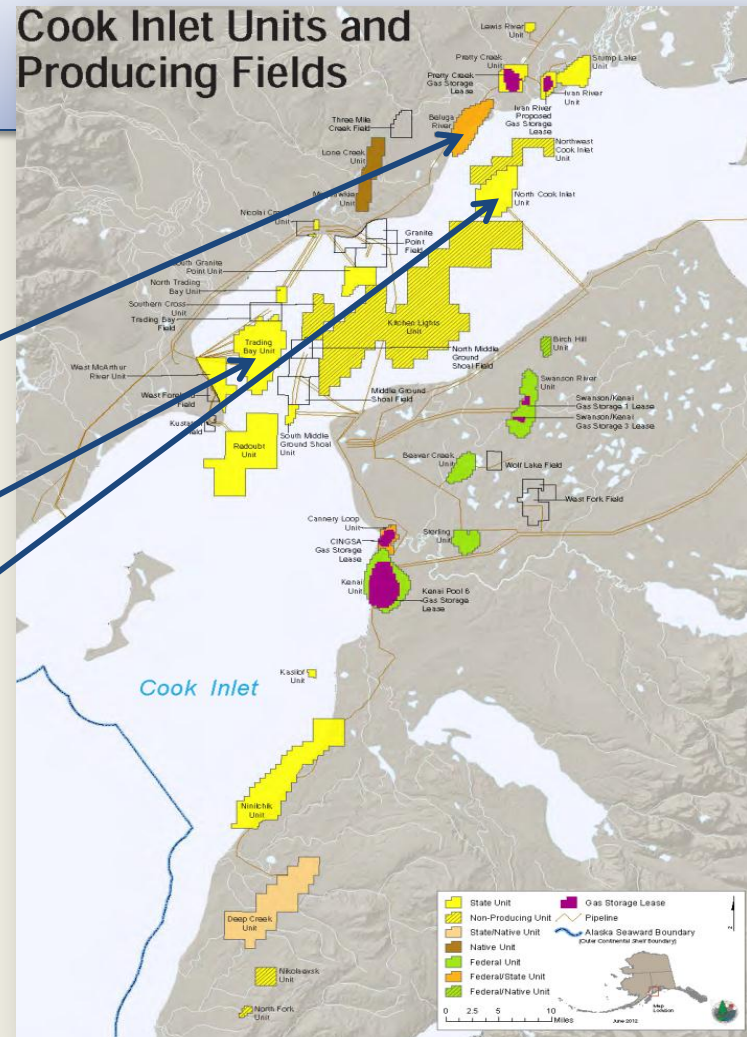 Cook Inlet Units and
Producing Fields
Lewis River
Unit
Pretty Creek
Unit
Stump Lake
Unit
Pretty Creek
Gas Storage
Lease
Ivan River
Unit
Ivan River
Proposed
Gas Storage
Lease
Three Mile
Creek Field
Beluga
River
Northwest
Cook Inlet
Unit
Lone Creek
Unit
North Cook Inlet
Unit
Unit
Nicolai
Unit
Granite
Point
Field
Granite
Point Unit
North Trading
Bay Unit
Southern Cross
Unit
Trading Bay
Field
Kitchen Lights
Unit
Trading
Bay Unit
North Middle
Ground
Shoal Field
Birch Hill
Unit
West McArthur
River Unit
Swanson River
Unit
Middle Ground
Shoal Field
Swanson/Kenai
Gas Storage 1 Lease
Swanson/Kenai
Gas Storage 3 Lease
West
Field
Redoubt
Unit
South Middle
Ground Shoal
Unit
Beaver Creek
Unit
Wolf Lake Field
West Fork Field
Cannery Loop
Unit
Sterling
Unit
CINGSA
Gas Storage
Lease
Kenai
Unit
Kenai Pool 6
Gas Storage
Lease
Kasilof
Unit
Cook Inlet
Ninilchik
Unit
Deep Creek
Unit
Nikolaevsk
Unit
North Fork
Unit
State Unit
Non-Producing Unit
State/Native Unit
Native Unit
Federal Unit
Federal/State Unit
Federal/Native Unit
Gas Storage Lease
Pipeline
Alaska Seaward Boundary
(Outer Continental Shelf Boundary)
Map
Location
0 2.5 5 10
Miles
June 2012